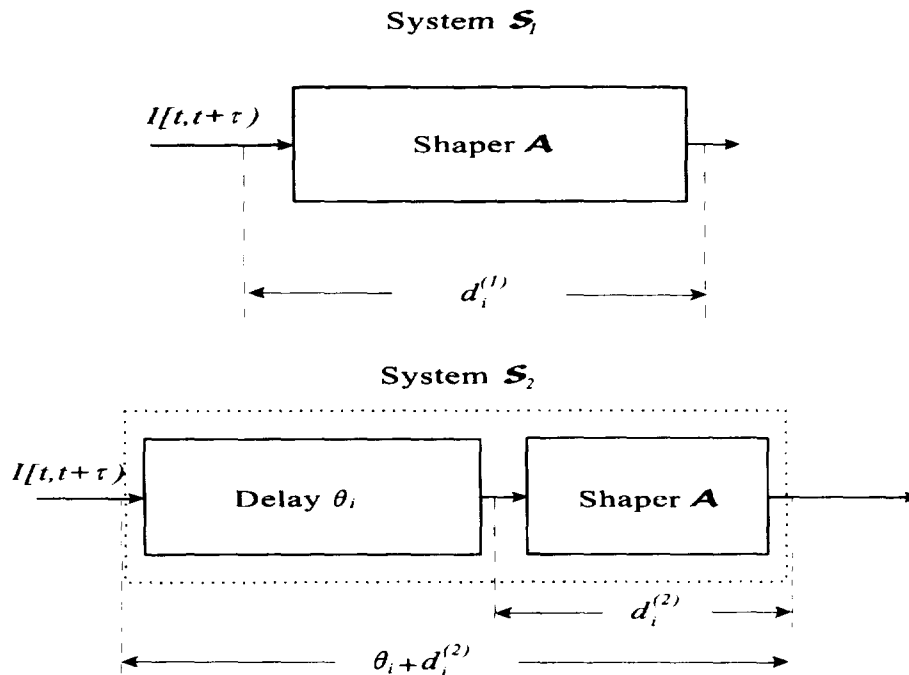 System S₁
I[t,t+τ)
Shaper A
d_i^(1)
System S₂
I[t,t+τ)
Delay θ_i
Shaper A
d_i^(2)
θ_i+d_i^(2)